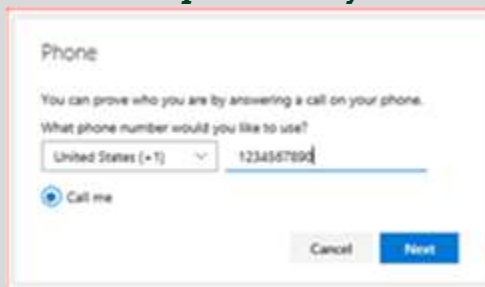 Phone
You can prove who you are by answering a call on your phone.
What phone number would you like to use?
United States (+1) 1234567890
Call me
Cancel Next